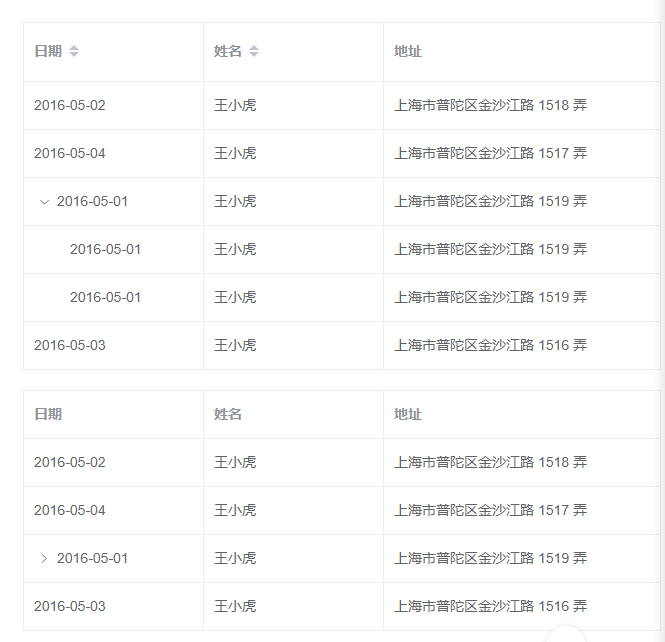 日期 姓名 地址
2016-05-02 王小虎 上海市普陀区金沙江路 1518 弄
2016-05-04 王小虎 上海市普陀区金沙江路 1517 弄
2016-05-01 王小虎 上海市普陀区金沙江路 1519 弄
2016-05-01 王小虎 上海市普陀区金沙江路 1519 弄
2016-05-01 王小虎 上海市普陀区金沙江路 1519 弄
2016-05-03 王小虎 上海市普陀区金沙江路 1516 弄
日期 姓名 地址
2016-05-02 王小虎 上海市普陀区金沙江路 1518 弄
2016-05-04 王小虎 上海市普陀区金沙江路 1517 弄
2016-05-01 王小虎 上海市普陀区金沙江路 1519 弄
2016-05-03 王小虎 上海市普陀区金沙江路 1516 弄